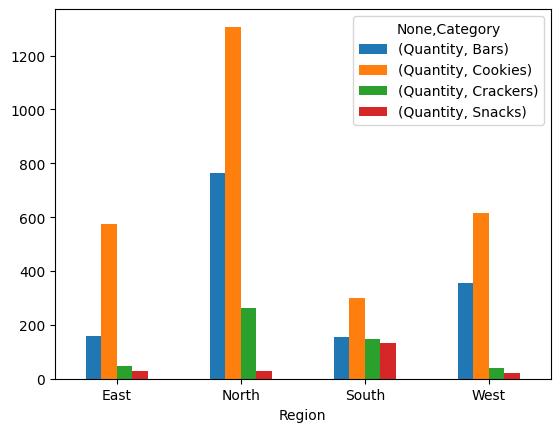 None,Category
(Quantity, Bars)
(Quantity, Cookies)
(Quantity, Crackers)
(Quantity, Snacks)
1200
1000
800
600
400
200
0
East North South West
Region